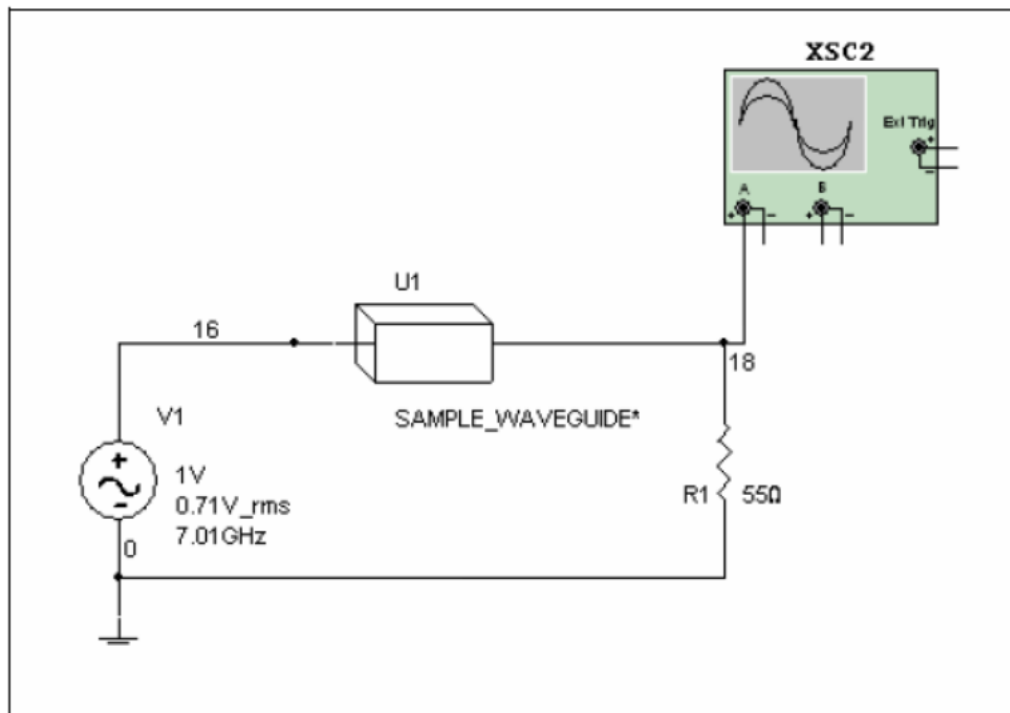 XSC2
Ext Trig
+
−
A
B
+
−
+
−
U1
16
18
SAMPLE_WAVEGUIDE*
V1
+
−
1V
0.71V_rms
7.01GHz
R1 55Ω
0